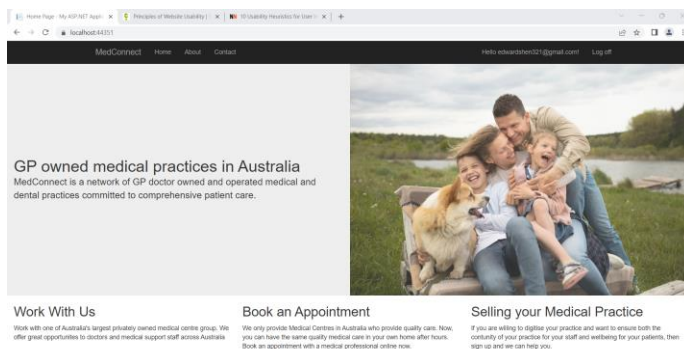 Home Page - My ASP.NET Appli
Principles of Website Usability |
10 Usability Heuristics for User I
localhost:44351
MedConnect Home About Contact Hello edwardshen321@gmail.com! Log off
GP owned medical practices in Australia
MedConnect is a network of GP doctor owned and operated medical and
dental practices committed to comprehensive patient care.
Work With Us
Work with one of Australia's largest privately owned medical centre group. We
offer great opportunites to doctors and medical support staff across Australia
Book an Appointment
We only provide Medical Centres in Australia who provide quality care. Now,
you can have the same quality medical care in your own home after hours.
Book an appointment with a medical professional online now.
Selling your Medical Practice
If you are willing to digitise your practice and want to ensure both the
contunity of your practice for your staff and wellbeing for your patients, then
sign up and we can help you.